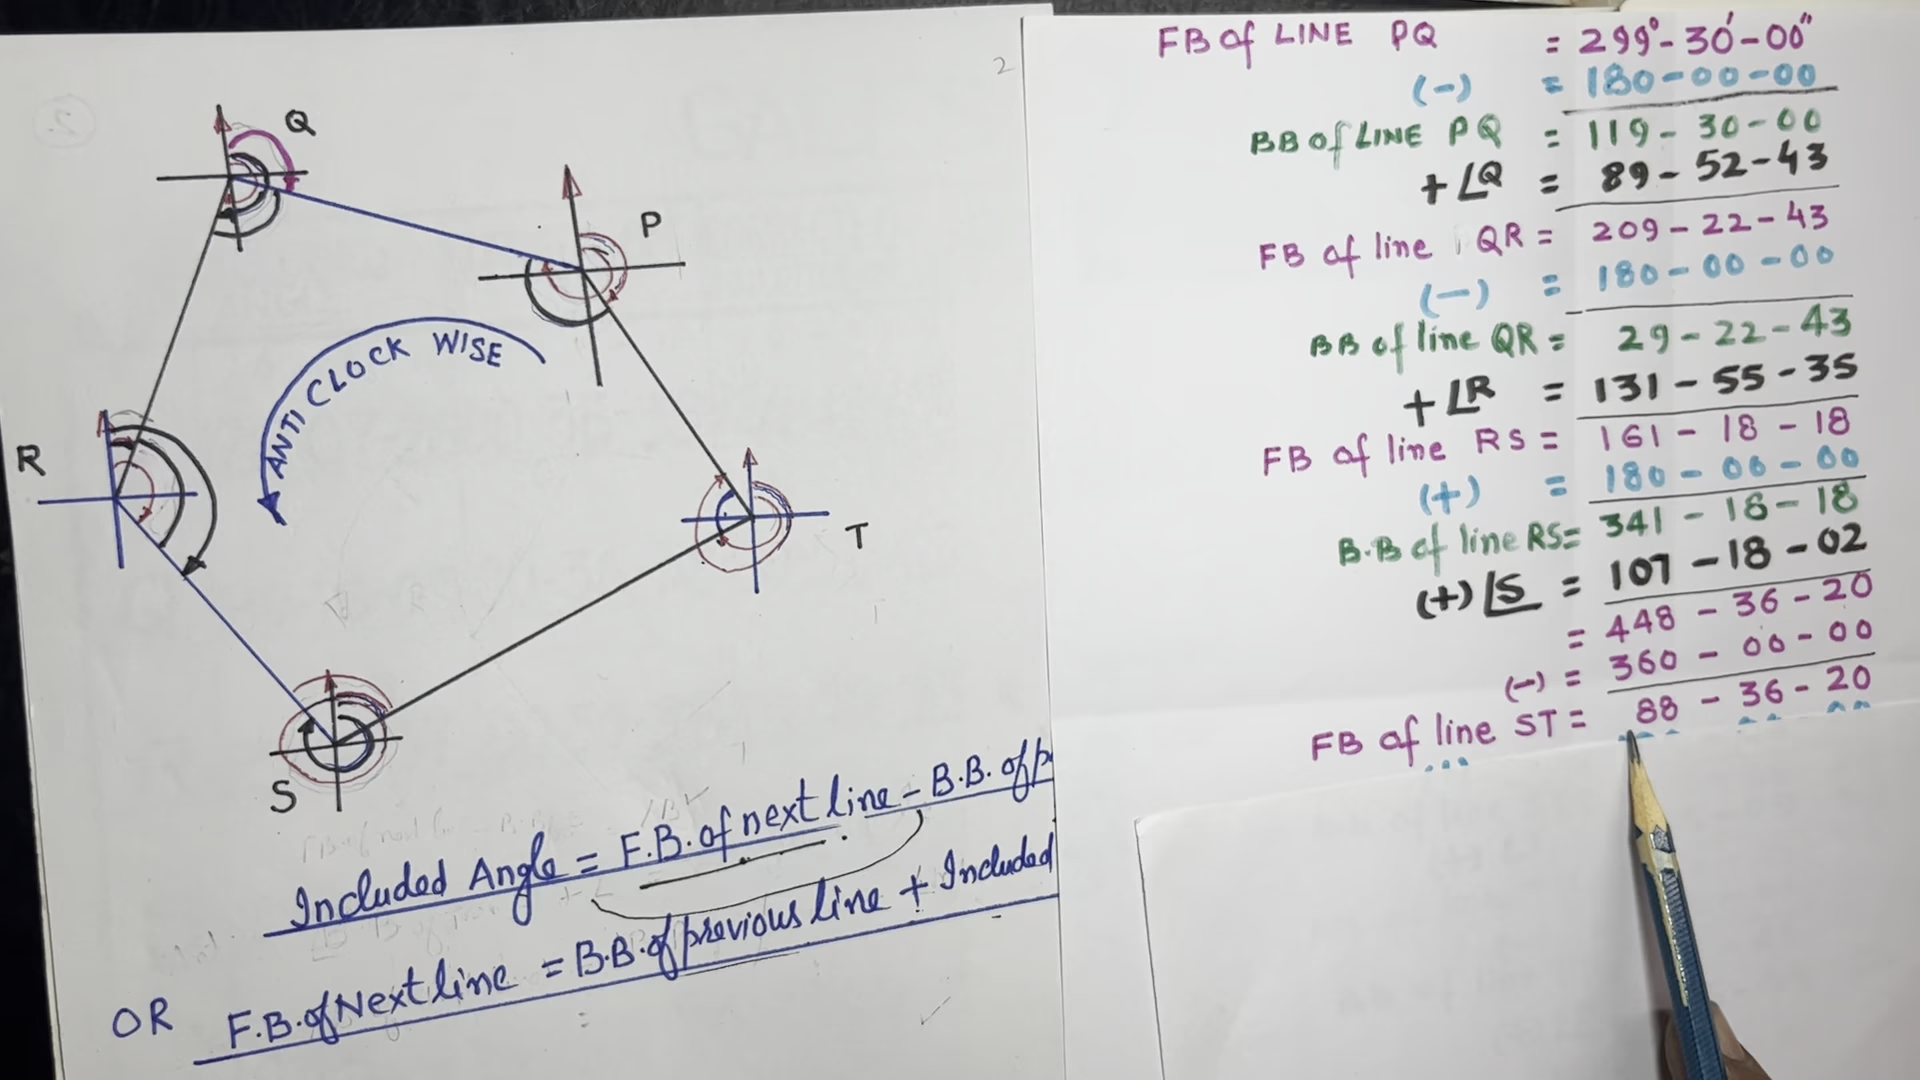 Q
P
ANTI CLOCK WISE
R
T
S
Included Angle = F.B. of next line - B.B. of p
OR F.B. of Next line = B.B. of previous line + Included
2
FB of LINE PQ = 299°-30'-00"
(-) = 180-00-00
BB of LINE PQ = 119-30-00
+∠Q = 89-52-43
FB of line QR = 209-22-43
(-) = 180-00-00
BB of line QR = 29-22-43
+∠R = 131-55-35
FB of line RS = 161-18-18
(+) = 180-00-00
B.B of line RS = 341-18-18
(+)∠S = 107-18-02
= 448-36-20
(-) = 360-00-00
FB of line ST = 88-36-20